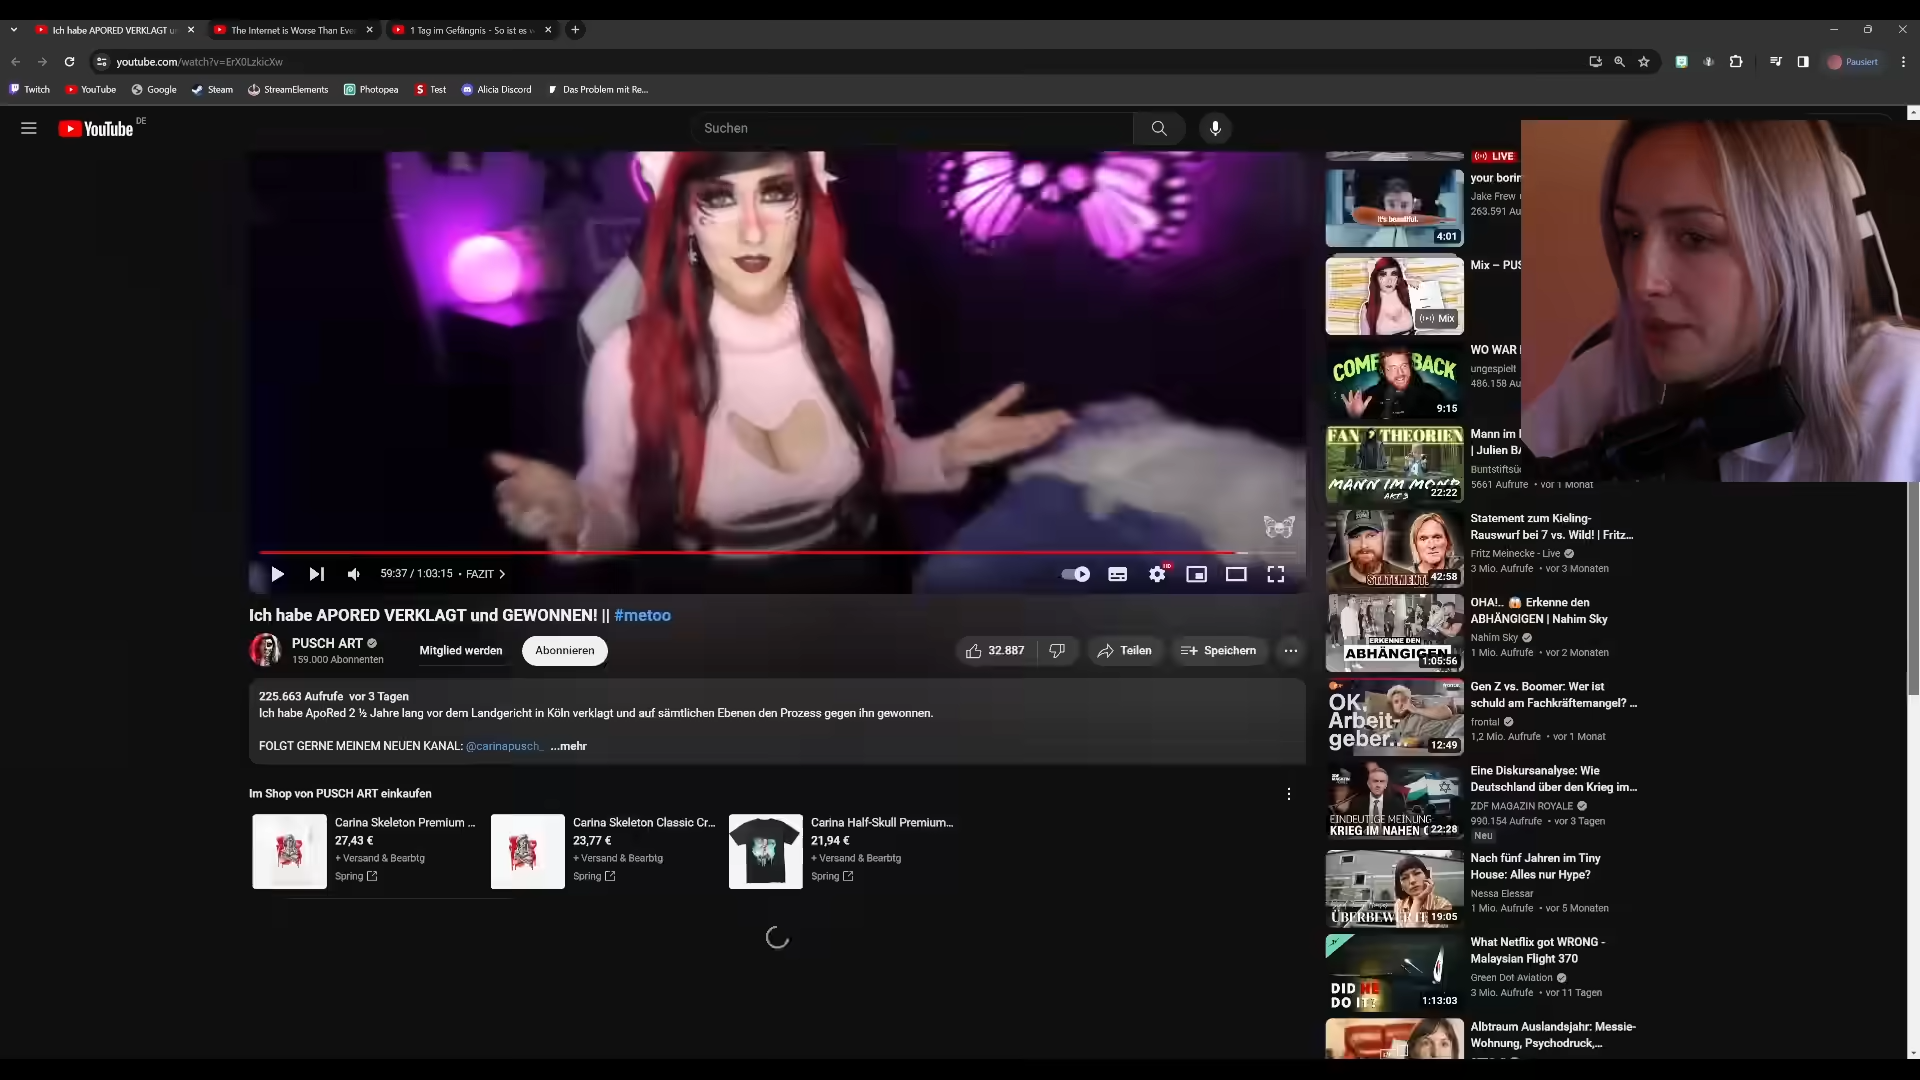 Ich habe APORED VERKLAGT u
The Internet is Worse Than Eve
1 Tag im Gefängnis - So ist es w
youtube.com/watch?v=ErX0LzkicXw
Pausiert
Twitch
YouTube
Google
Steam
StreamElements
Photopea
Test
Alicia Discord
Das Problem mit Re...
YouTube DE
Suchen
59:37 / 1:03:15 • FAZIT
HD
Ich habe APORED VERKLAGT und GEWONNEN! || #metoo
PUSCH ART
159.000 Abonnenten
Mitglied werden
Abonnieren
32.887
Teilen
Speichern
225.663 Aufrufe vor 3 Tagen
Ich habe ApoRed 2 ½ Jahre lang vor dem Landgericht in Köln verklagt und auf sämtlichen Ebenen den Prozess gegen ihn gewonnen.
FOLGT GERNE MEINEM NEUEN KANAL: @carinapusch_ ...mehr
Im Shop von PUSCH ART einkaufen
Carina Skeleton Premium ...
27,43 €
+ Versand & Bearbtg
Spring
Carina Skeleton Classic Cr...
23,77 €
+ Versand & Bearbtg
Spring
Carina Half-Skull Premium...
21,94 €
+ Versand & Bearbtg
Spring
LIVE
it's beautiful.
4:01
your borin
Jake Frew
263.591 Au
Mix
Mix – PUS
COME BACK
9:15
WO WAR
ungespielt
486.158 Au
FAN THEORIEN
MANN IM MOND
AKT 3
22:22
Mann im
| Julien BA
Buntstiftsü
5661 Aufrufe • vor 1 Monat
STATEMENT
42:58
Statement zum Kieling-
Rauswurf bei 7 vs. Wild! | Fritz...
Fritz Meinecke - Live
3 Mio. Aufrufe • vor 3 Monaten
ERKENNE DEN
ABHÄNGIGEN
1:05:56
OHA!.. 😱 Erkenne den
ABHÄNGIGEN | Nahim Sky
Nahim Sky
1 Mio. Aufrufe • vor 2 Monaten
frontal
OK,
Arbeit-
geber...
12:49
Gen Z vs. Boomer: Wer ist
schuld am Fachkräftemangel? ...
frontal
1,2 Mio. Aufrufe • vor 1 Monat
EINDEUTIGE MEINUNG
KRIEG IM NAHEN O
22:28
Eine Diskursanalyse: Wie
Deutschland über den Krieg im...
ZDF MAGAZIN ROYALE
990.154 Aufrufe • vor 3 Tagen
Neu
ÜBERBEWERTE
19:05
Nach fünf Jahren im Tiny
House: Alles nur Hype?
Nessa Elessar
1 Mio. Aufrufe • vor 5 Monaten
DID HE
DO IT?
1:13:03
What Netflix got WRONG -
Malaysian Flight 370
Green Dot Aviation
3 Mio. Aufrufe • vor 11 Tagen
Albtraum Auslandsjahr: Messie-
Wohnung, Psychodruck,...